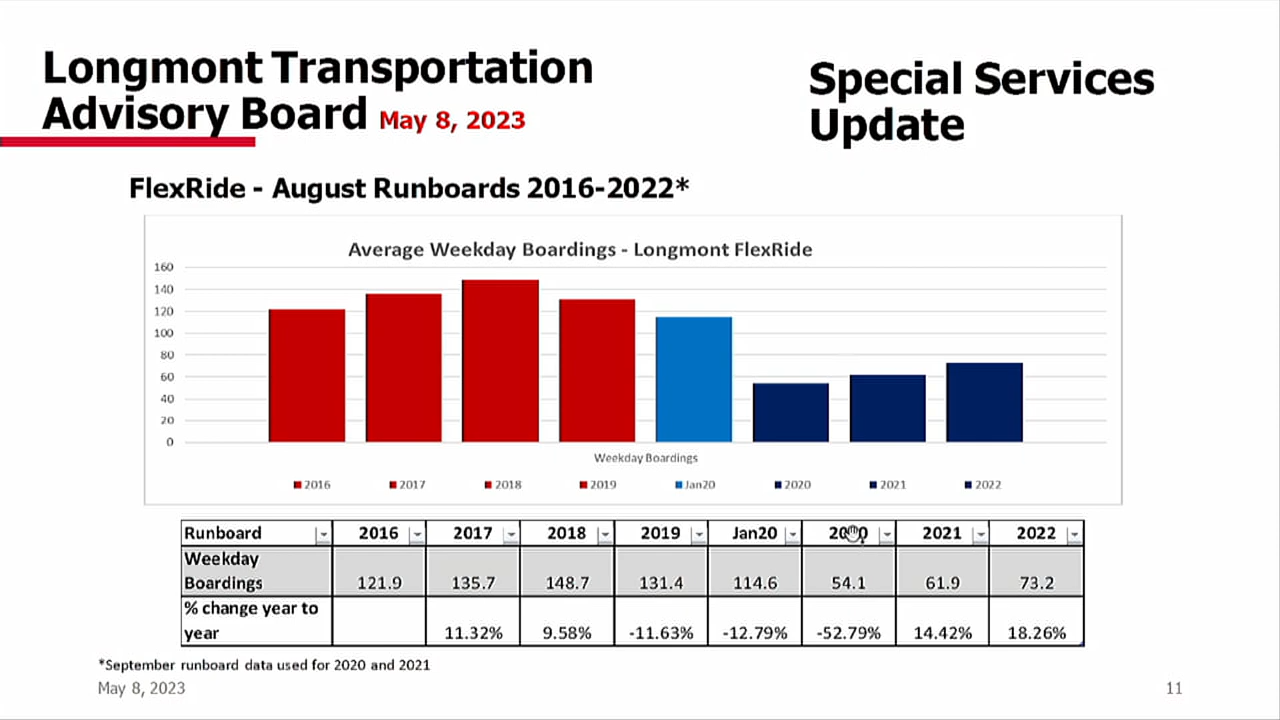 Longmont Transportation
Advisory Board May 8, 2023
Special Services
Update
FlexRide - August Runboards 2016-2022*
Average Weekday Boardings - Longmont FlexRide
160
140
120
100
80
60
40
20
0
Weekday Boardings
2016 2017 2018 2019 Jan20 2020 2021 2022
Runboard 2016 2017 2018 2019 Jan20 2021 2022
Weekday
Boardings 121.9 135.7 148.7 131.4 114.6 54.1 61.9 73.2
% change year to
year 11.32% 9.58% -11.63% -12.79% -52.79% 14.42% 18.26%
*September runboard data used for 2020 and 2021
May 8, 2023 11